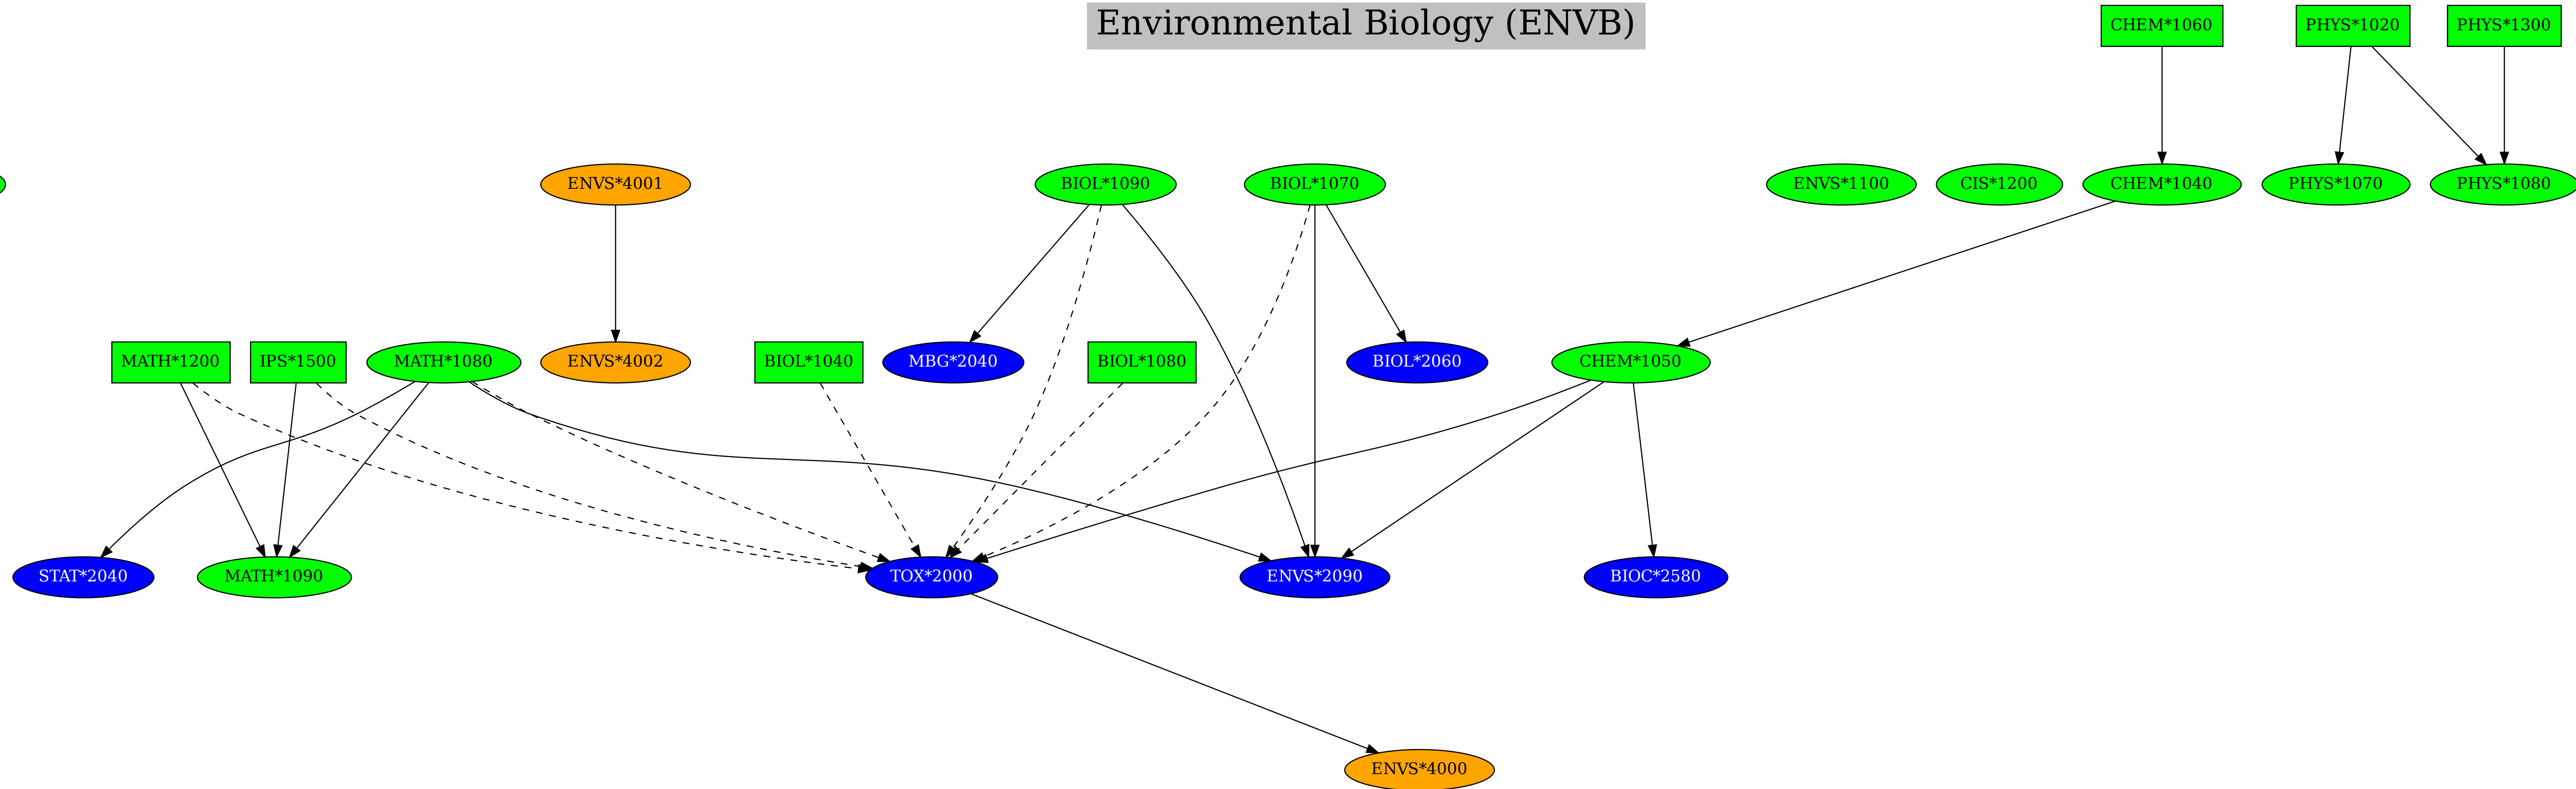 Environmental Biology (ENVB)
CHEM*1060
PHYS*1020
PHYS*1300
ENVS*4001
BIOL*1090
BIOL*1070
ENVS*1100
CIS*1200
CHEM*1040
PHYS*1070
PHYS*1080
MATH*1200
IPS*1500
MATH*1080
ENVS*4002
BIOL*1040
MBG*2040
BIOL*1080
BIOL*2060
CHEM*1050
STAT*2040
MATH*1090
TOX*2000
ENVS*2090
BIOC*2580
ENVS*4000